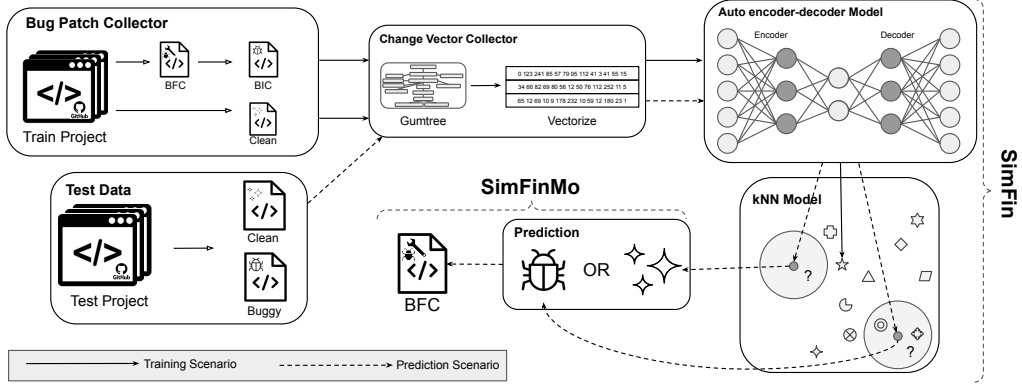 Bug Patch Collector
</>
GitHub
Train Project
</>
BFC
</>
BIC
</>
Clean
Change Vector Collector
Gumtree
0 123 241 85 57 79 95 112 41 3 41 55 15
34 66 82 69 80 56 12 50 76 112 252 11 5
65 12 69 10 9 178 232 10 59 12 180 23 1
Vectorize
Auto encoder-decoder Model
Encoder
Decoder
SimFin
Test Data
</>
GitHub
Test Project
</>
Clean
</>
Buggy
SimFinMo
</>
BFC
Prediction
OR
kNN Model
?
?
Training Scenario
Prediction Scenario